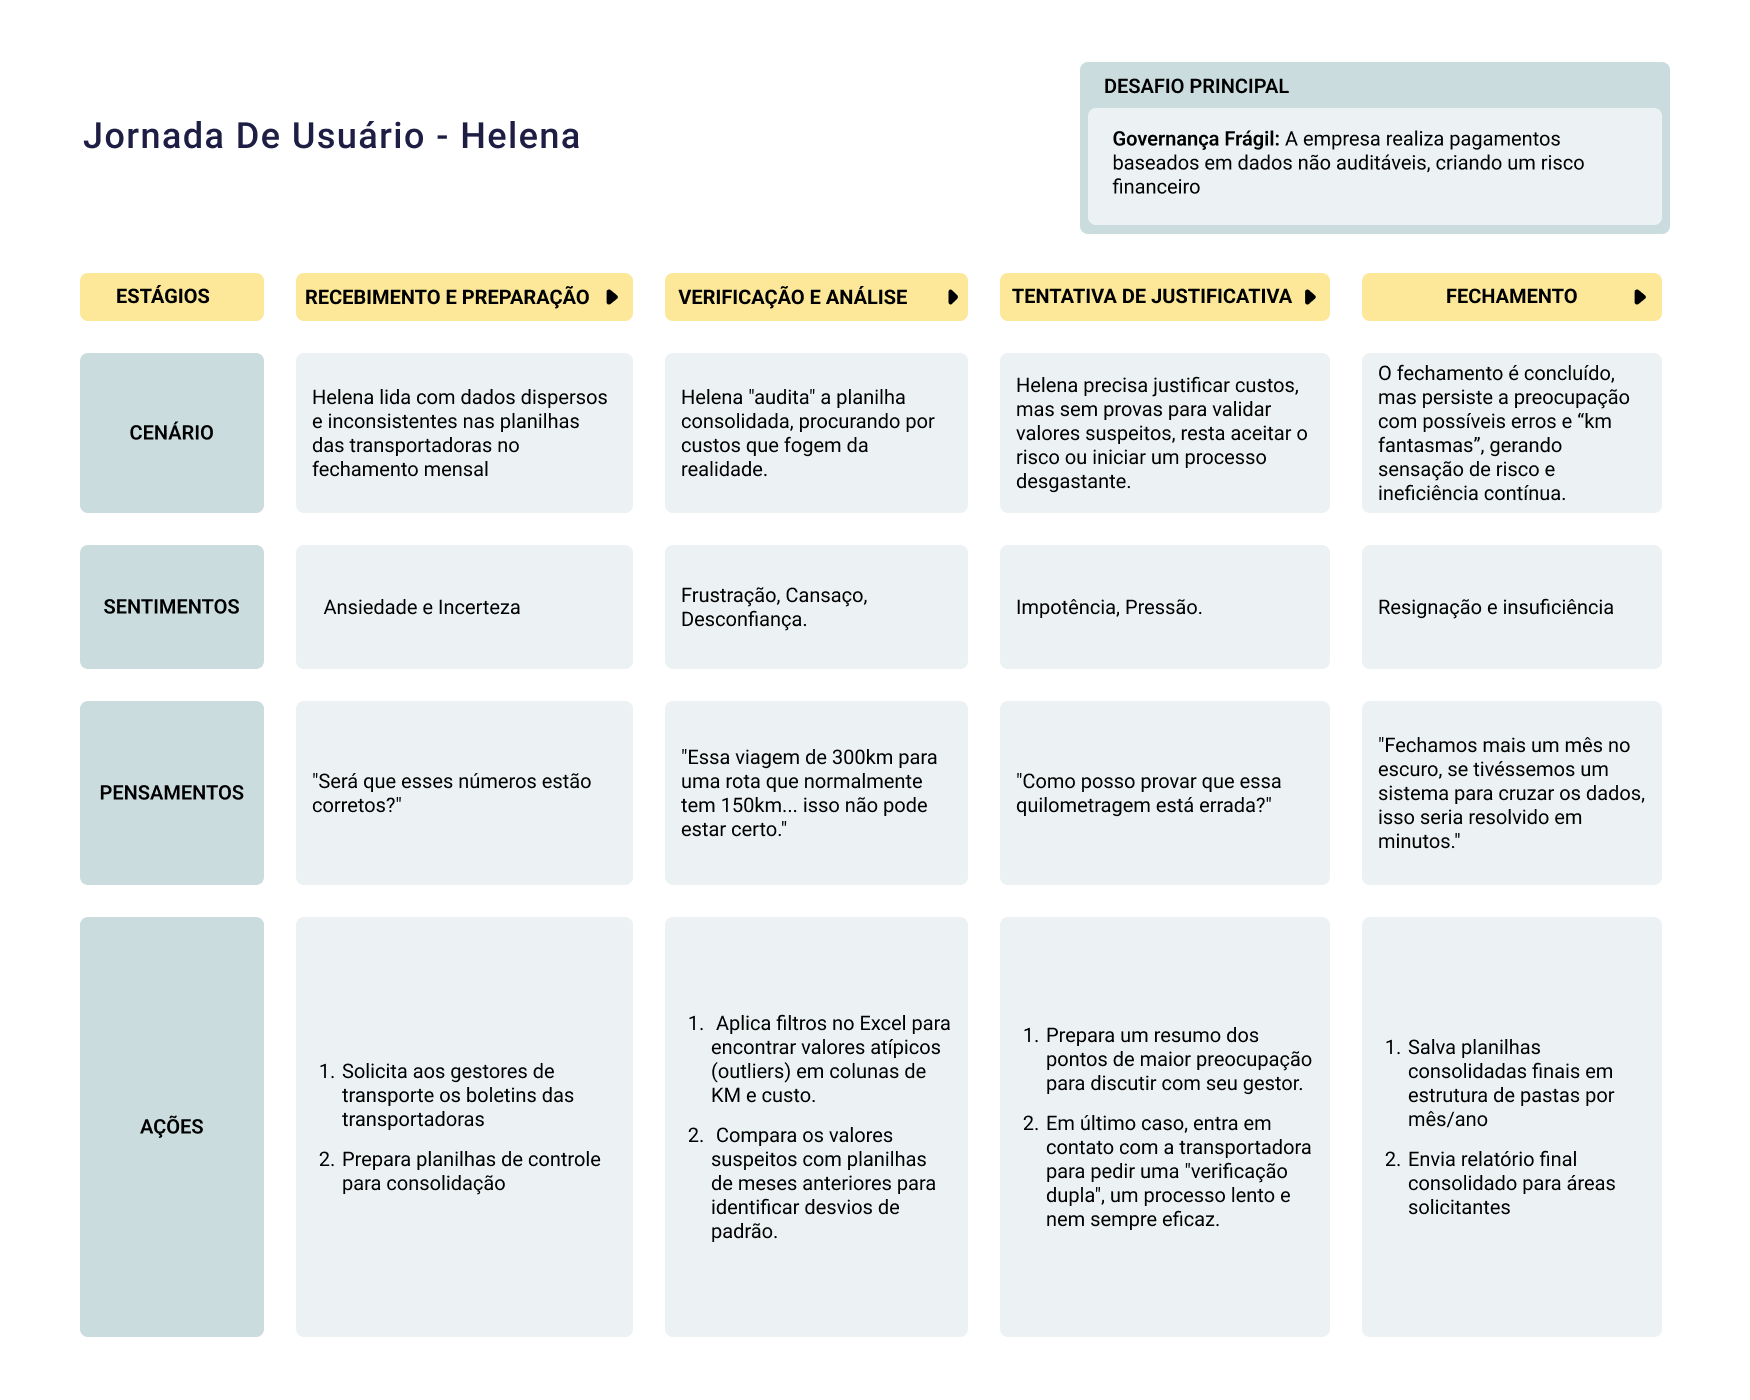 Jornada De Usuário - Helena
DESAFIO PRINCIPAL
Governança Frágil: A empresa realiza pagamentos
baseados em dados não auditáveis, criando um risco
financeiro
ESTÁGIOS
RECEBIMENTO E PREPARAÇÃO
VERIFICAÇÃO E ANÁLISE
TENTATIVA DE JUSTIFICATIVA
FECHAMENTO
CENÁRIO
Helena lida com dados dispersos
e inconsistentes nas planilhas
das transportadoras no
fechamento mensal
Helena "audita" a planilha
consolidada, procurando por
custos que fogem da
realidade.
Helena precisa justificar custos,
mas sem provas para validar
valores suspeitos, resta aceitar o
risco ou iniciar um processo
desgastante.
O fechamento é concluído,
mas persiste a preocupação
com possíveis erros e “km
fantasmas”, gerando
sensação de risco e
ineficiência contínua.
SENTIMENTOS
Ansiedade e Incerteza
Frustração, Cansaço,
Desconfiança.
Impotência, Pressão.
Resignação e insuficiência
PENSAMENTOS
"Será que esses números estão
corretos?"
"Essa viagem de 300km para
uma rota que normalmente
tem 150km... isso não pode
estar certo."
"Como posso provar que essa
quilometragem está errada?"
"Fechamos mais um mês no
escuro, se tivéssemos um
sistema para cruzar os dados,
isso seria resolvido em
minutos."
AÇÕES
1. Solicita aos gestores de
transporte os boletins das
transportadoras
2. Prepara planilhas de controle
para consolidação
1. Aplica filtros no Excel para
encontrar valores atípicos
(outliers) em colunas de
KM e custo.
2. Compara os valores
suspeitos com planilhas
de meses anteriores para
identificar desvios de
padrão.
1. Prepara um resumo dos
pontos de maior preocupação
para discutir com seu gestor.
2. Em último caso, entra em
contato com a transportadora
para pedir uma "verificação
dupla", um processo lento e
nem sempre eficaz.
1. Salva planilhas
consolidadas finais em
estrutura de pastas por
mês/ano
2. Envia relatório final
consolidado para áreas
solicitantes